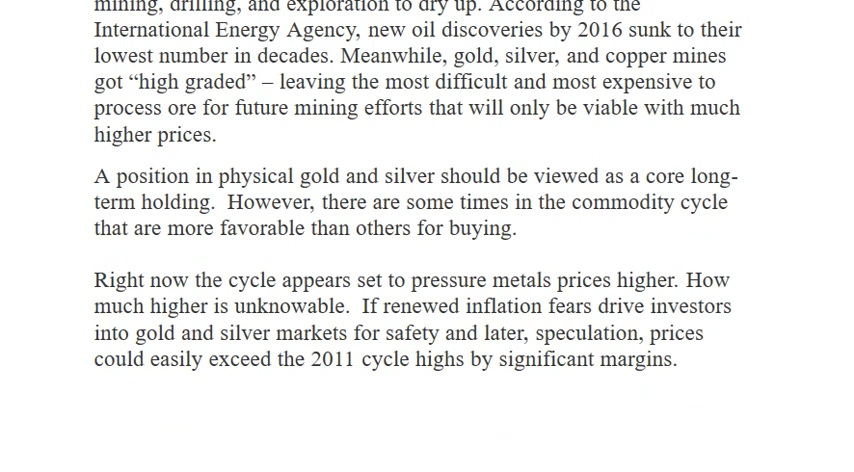 mining, drilling, and exploration to dry up. According to the
International Energy Agency, new oil discoveries by 2016 sunk to their
lowest number in decades. Meanwhile, gold, silver, and copper mines
got “high graded” – leaving the most difficult and most expensive to
process ore for future mining efforts that will only be viable with much
higher prices.
A position in physical gold and silver should be viewed as a core long-
term holding.  However, there are some times in the commodity cycle
that are more favorable than others for buying.
Right now the cycle appears set to pressure metals prices higher. How
much higher is unknowable.  If renewed inflation fears drive investors
into gold and silver markets for safety and later, speculation, prices
could easily exceed the 2011 cycle highs by significant margins.